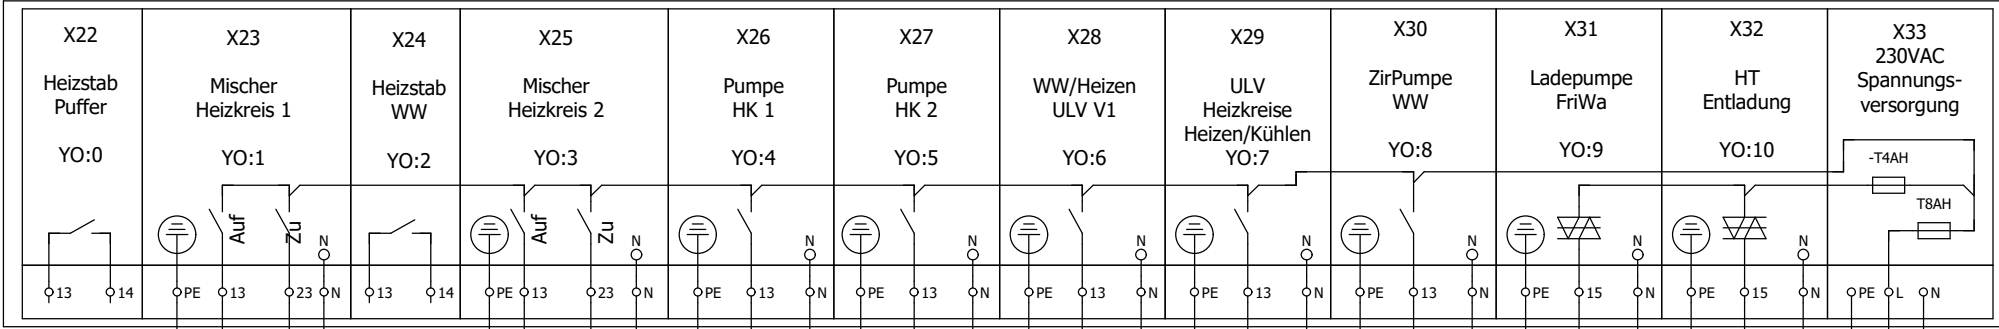 X22
Heizstab
Puffer
YO:0
13
14
X23
Mischer
Heizkreis 1
YO:1
Auf
Zu
N
PE
13
23
N
X24
Heizstab
WW
YO:2
13
14
X25
Mischer
Heizkreis 2
YO:3
Auf
Zu
N
PE
13
23
N
X26
Pumpe
HK 1
YO:4
N
PE
13
N
X27
Pumpe
HK 2
YO:5
N
PE
13
N
X28
WW/Heizen
ULV V1
YO:6
N
PE
13
N
X29
ULV
Heizkreise
Heizen/Kühlen
YO:7
N
PE
13
N
X30
ZirPumpe
WW
YO:8
N
PE
13
N
X31
Ladepumpe
FriWa
YO:9
N
PE
15
N
X32
HT
Entladung
YO:10
N
PE
15
N
X33
230VAC
Spannungs-
versorgung
-T4AH
T8AH
PE
L
N